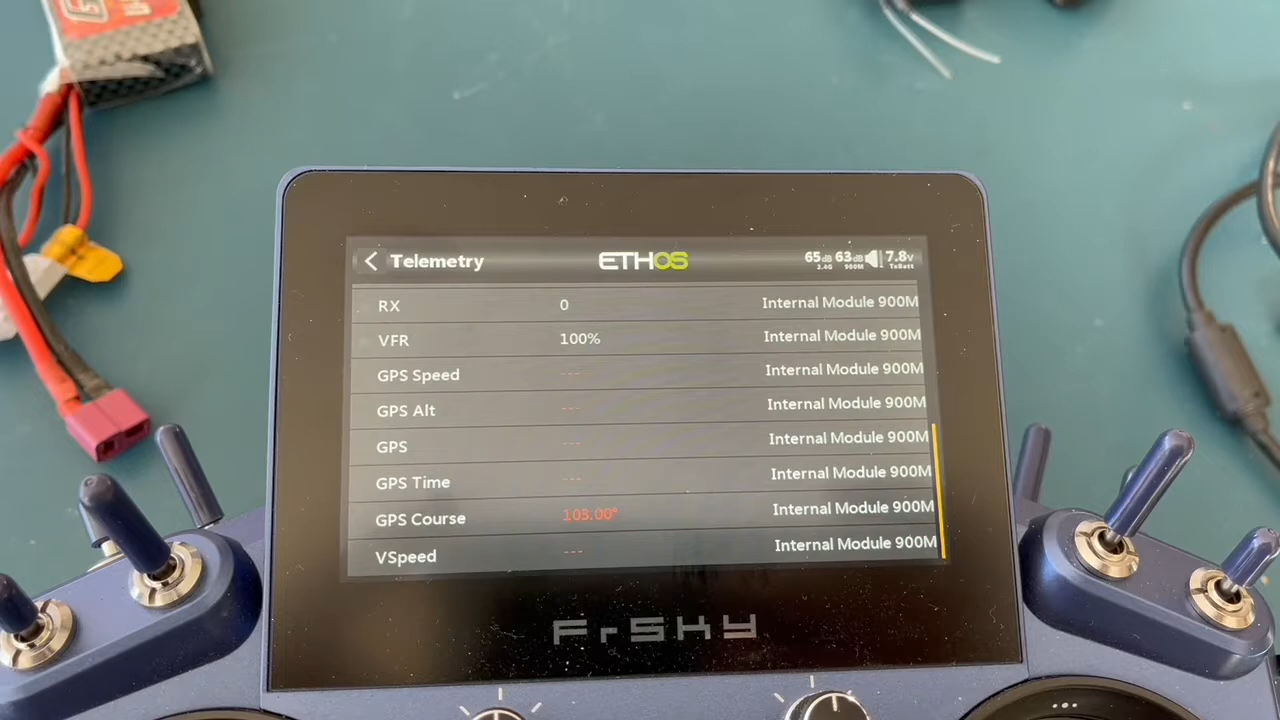 < Telemetry ETHOS 65dB 2.4G 63dB 900M 7.8V TxBatt
RX 0 Internal Module 900M
VFR 100% Internal Module 900M
GPS Speed --- Internal Module 900M
GPS Alt --- Internal Module 900M
GPS --- Internal Module 900M
GPS Time --- Internal Module 900M
GPS Course 103.00° Internal Module 900M
VSpeed --- Internal Module 900M
FrSKY